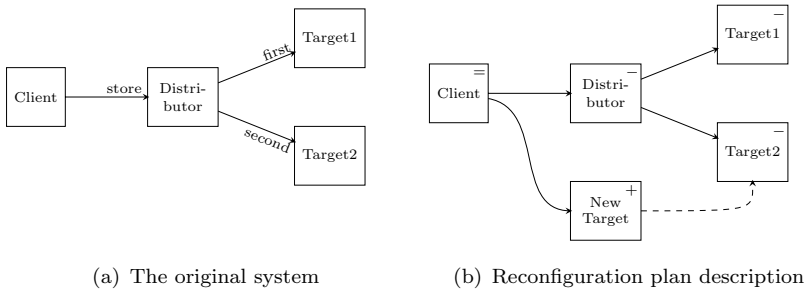 Client
store
Distri-
butor
first
second
Target1
Target2
(a) The original system
=
Client
−
Distri-
butor
−
Target1
−
Target2
+
New
Target
(b) Reconfiguration plan description